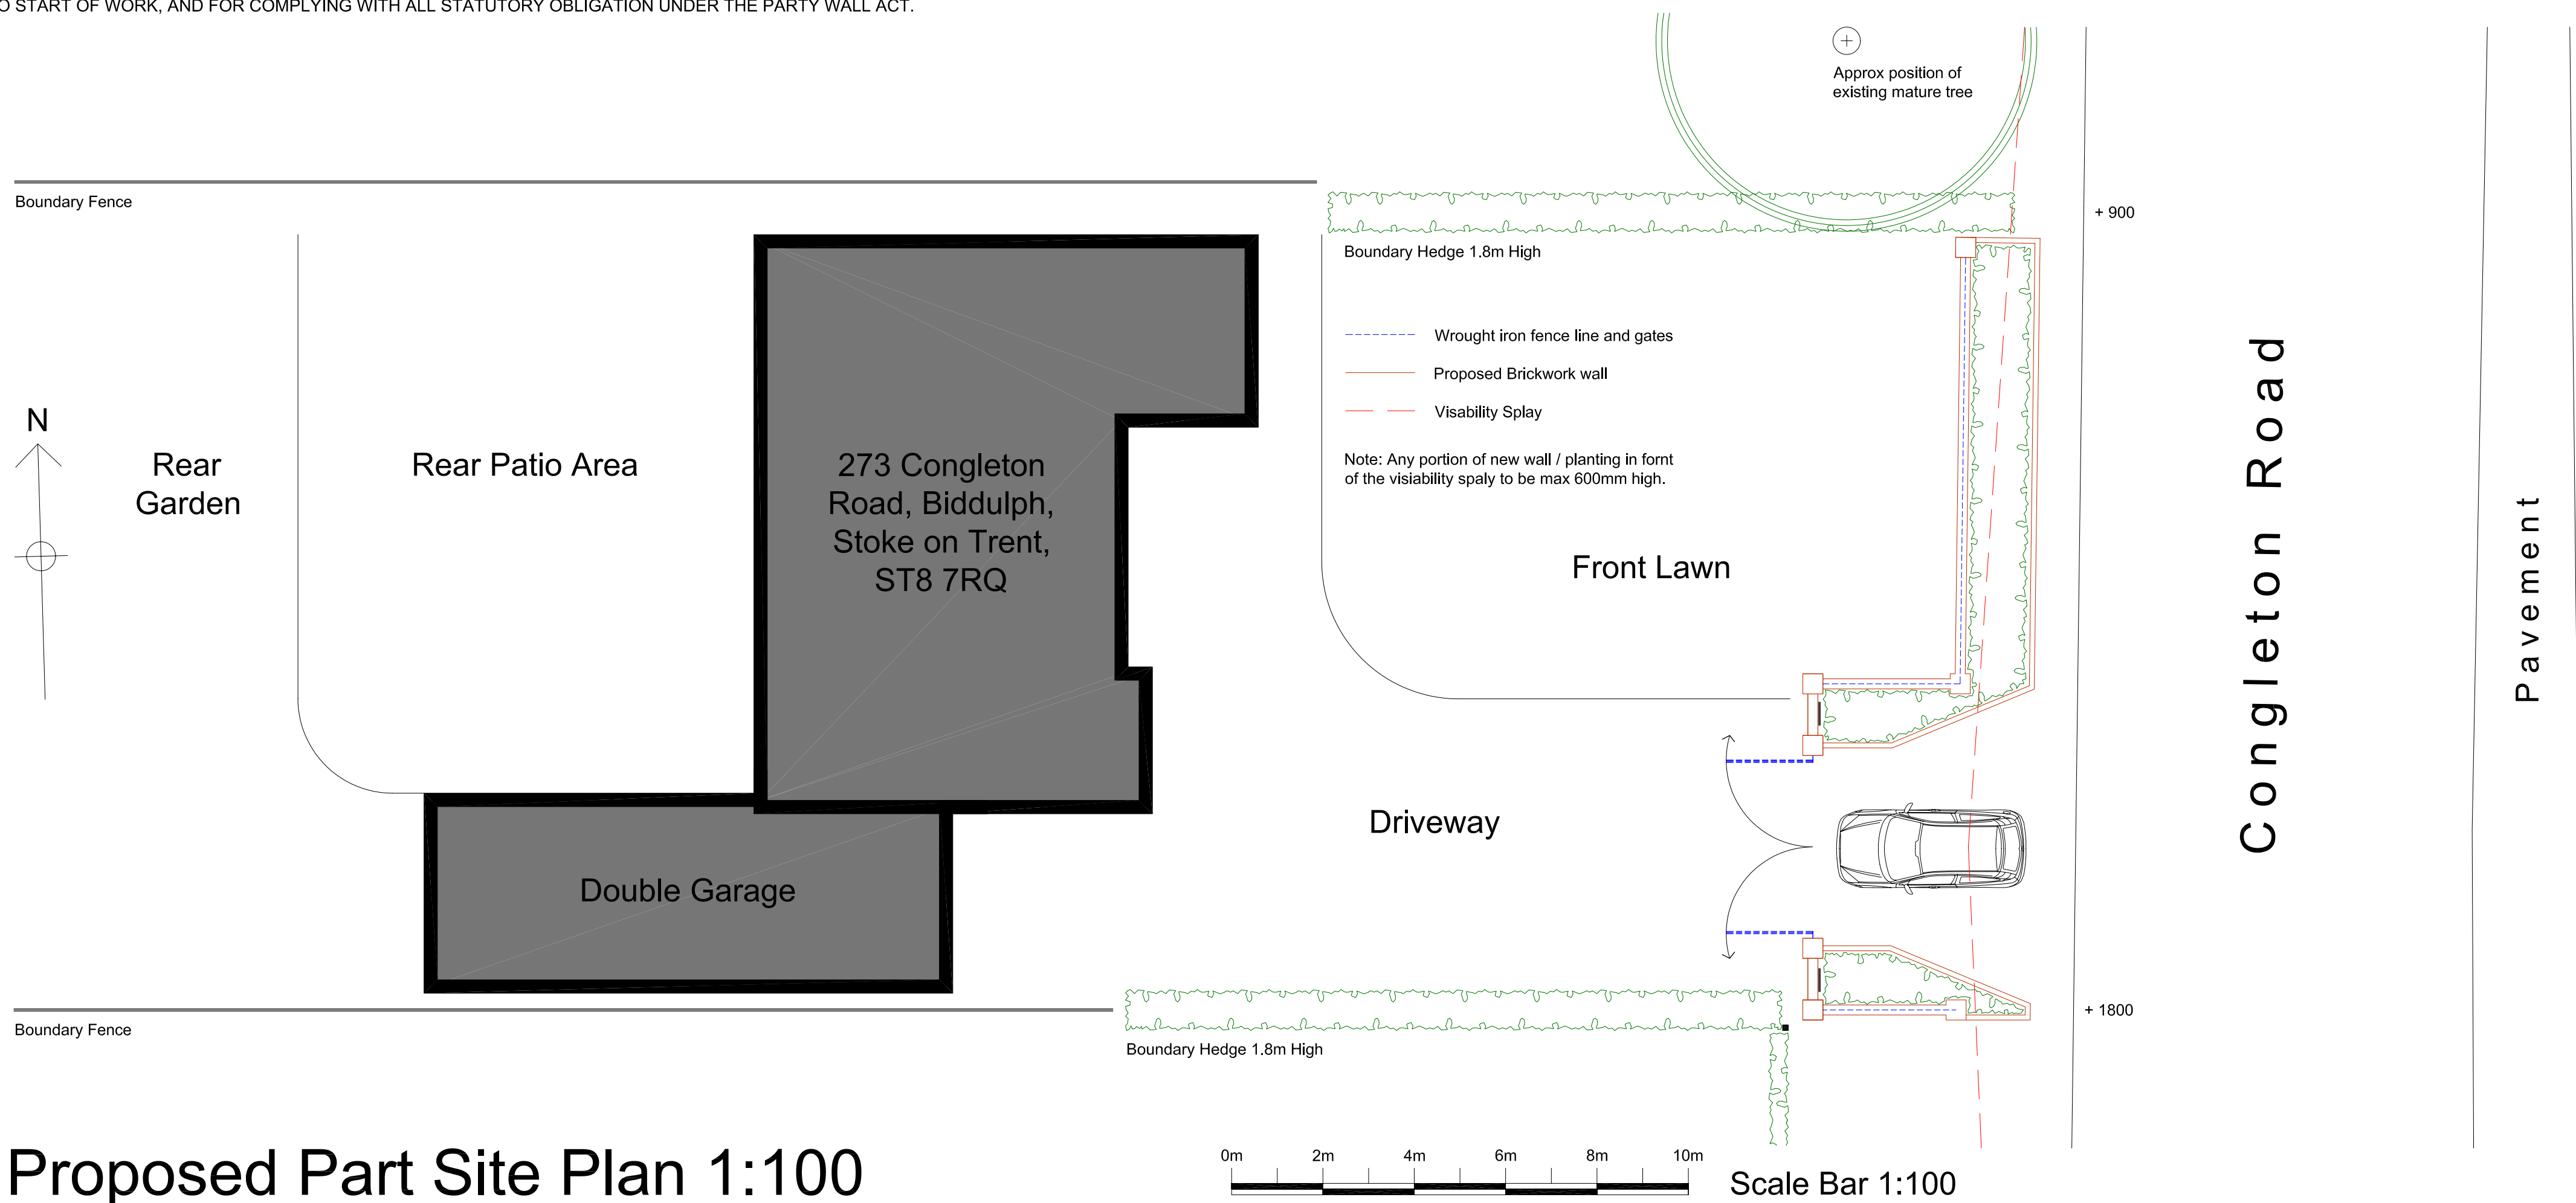 O START OF WORK, AND FOR COMPLYING WITH ALL STATUTORY OBLIGATION UNDER THE PARTY WALL ACT.
Approx position of
existing mature tree
Boundary Fence
+ 900
Boundary Hedge 1.8m High
Wrought iron fence line and gates
Proposed Brickwork wall
Visability Splay
Note: Any portion of new wall / planting in fornt
of the visiability spaly to be max 600mm high.
N
Rear
Garden
Rear Patio Area
273 Congleton
Road, Biddulph,
Stoke on Trent,
ST8 7RQ
Front Lawn
Congleton Road
Pavement
Driveway
Double Garage
Boundary Fence
Boundary Hedge 1.8m High
+ 1800
Proposed Part Site Plan 1:100
0m 2m 4m 6m 8m 10m
Scale Bar 1:100